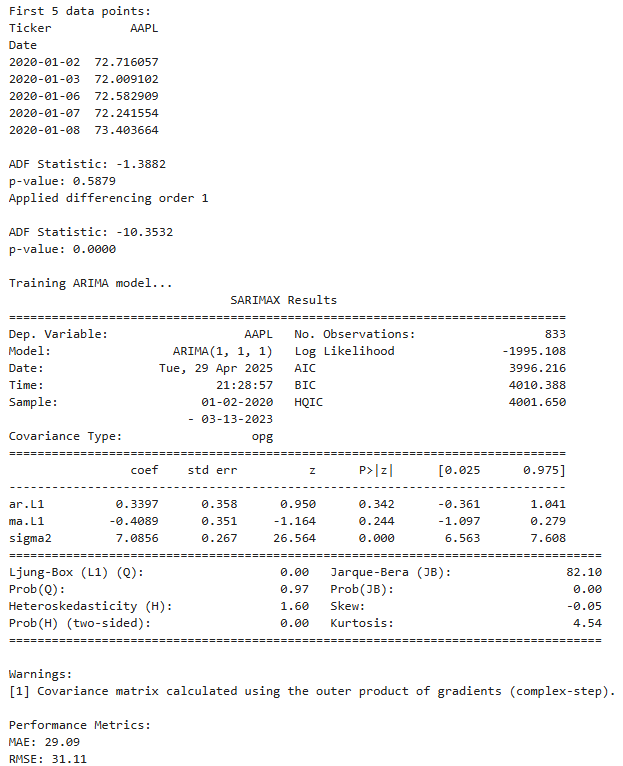 First 5 data points:
Ticker           AAPL
Date
2020-01-02  72.716057
2020-01-03  72.009102
2020-01-06  72.582909
2020-01-07  72.241554
2020-01-08  73.403664

ADF Statistic: -1.3882
p-value: 0.5879
Applied differencing order 1

ADF Statistic: -10.3532
p-value: 0.0000

Training ARIMA model...
                               SARIMAX Results
==============================================================================
Dep. Variable:                   AAPL   No. Observations:                  833
Model:                 ARIMA(1, 1, 1)   Log Likelihood               -1995.108
Date:                Tue, 29 Apr 2025   AIC                           3996.216
Time:                        21:28:57   BIC                           4010.388
Sample:                    01-02-2020   HQIC                          4001.650
                         - 03-13-2023
Covariance Type:                  opg
==============================================================================
                 coef    std err          z      P>|z|      [0.025      0.975]
------------------------------------------------------------------------------
ar.L1          0.3397      0.358      0.950      0.342      -0.361       1.041
ma.L1         -0.4089      0.351     -1.164      0.244      -1.097       0.279
sigma2         7.0856      0.267     26.564      0.000       6.563       7.608
===================================================================================
Ljung-Box (L1) (Q):                   0.00   Jarque-Bera (JB):                82.10
Prob(Q):                              0.97   Prob(JB):                         0.00
Heteroskedasticity (H):               1.60   Skew:                            -0.05
Prob(H) (two-sided):                  0.00   Kurtosis:                         4.54
===================================================================================

Warnings:
[1] Covariance matrix calculated using the outer product of gradients (complex-step).

Performance Metrics:
MAE: 29.09
RMSE: 31.11